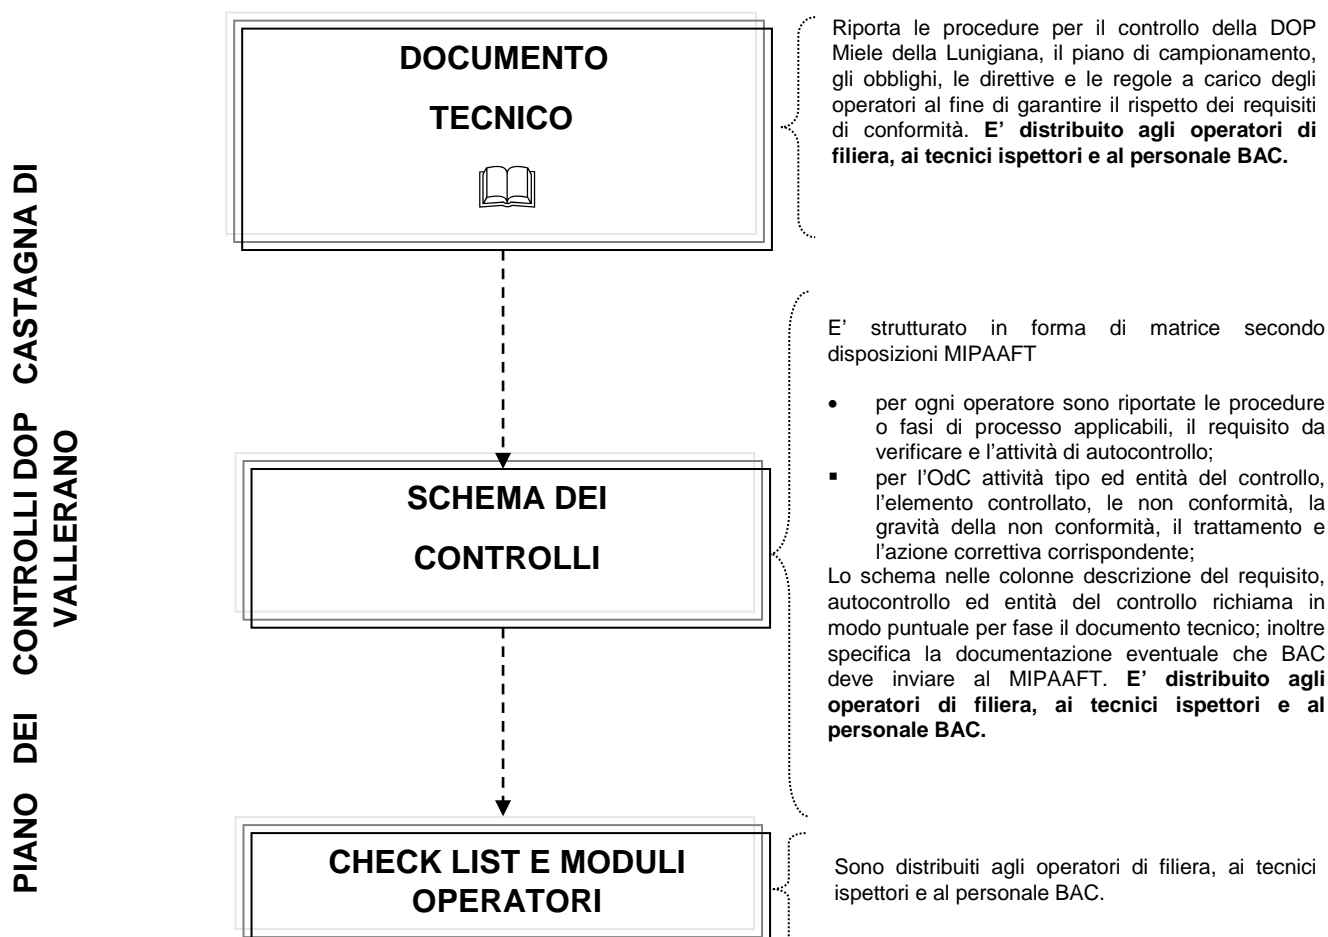 PIANO DEI CONTROLLI DOP CASTAGNA DI
VALLERANO
DOCUMENTO
TECNICO
Riporta le procedure per il controllo della DOP
Miele della Lunigiana, il piano di campionamento,
gli obblighi, le direttive e le regole a carico degli
operatori al fine di garantire il rispetto dei requisiti
di conformità. E' distribuito agli operatori di
filiera, ai tecnici ispettori e al personale BAC.
SCHEMA DEI
CONTROLLI
E' strutturato in forma di matrice secondo
disposizioni MIPAAFT
• per ogni operatore sono riportate le procedure
o fasi di processo applicabili, il requisito da
verificare e l'attività di autocontrollo;
▪ per l'OdC attività tipo ed entità del controllo,
l'elemento controllato, le non conformità, la
gravità della non conformità, il trattamento e
l'azione correttiva corrispondente;
Lo schema nelle colonne descrizione del requisito,
autocontrollo ed entità del controllo richiama in
modo puntuale per fase il documento tecnico; inoltre
specifica la documentazione eventuale che BAC
deve inviare al MIPAAFT. E' distribuito agli
operatori di filiera, ai tecnici ispettori e al
personale BAC.
CHECK LIST E MODULI
OPERATORI
Sono distribuiti agli operatori di filiera, ai tecnici
ispettori e al personale BAC.